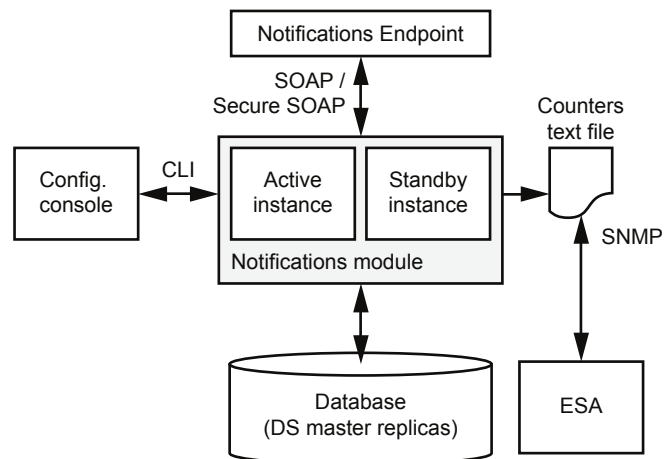 Notifications Endpoint
SOAP /
Secure SOAP
Counters
text file
Config.
console
CLI
Active
instance
Standby
instance
Notifications module
SNMP
Database
(DS master replicas)
ESA